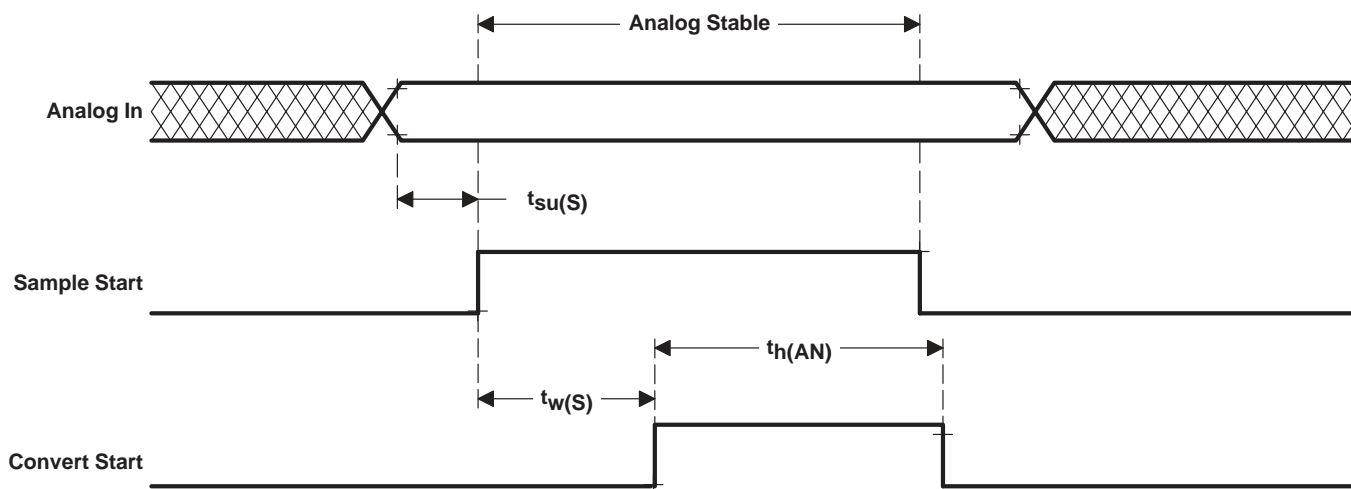 Analog Stable
Analog In
tsu(S)
Sample Start
th(AN)
tw(S)
Convert Start